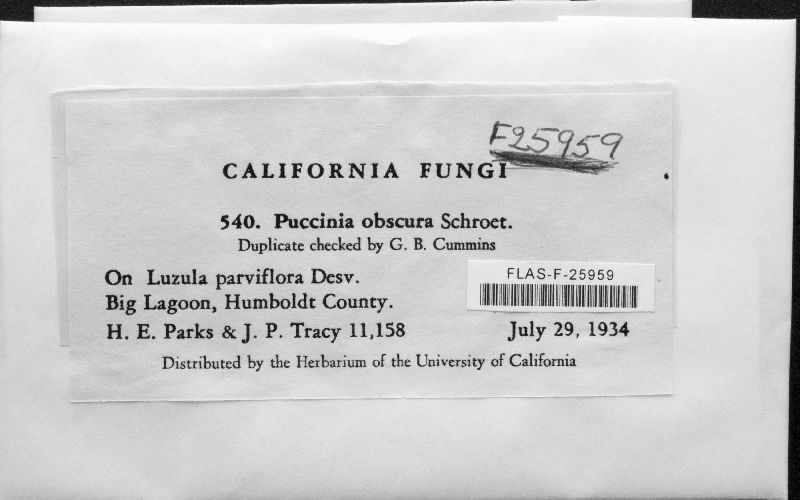 F25959
CALIFORNIA FUNGI
540. Puccinia obscura Schroet.
Duplicate checked by G. B. Cummins
On Luzula parviflora Desv.
FLAS-F-25959
Big Lagoon, Humboldt County.
H. E. Parks & J. P. Tracy 11,158 July 29, 1934
Distributed by the Herbarium of the University of California